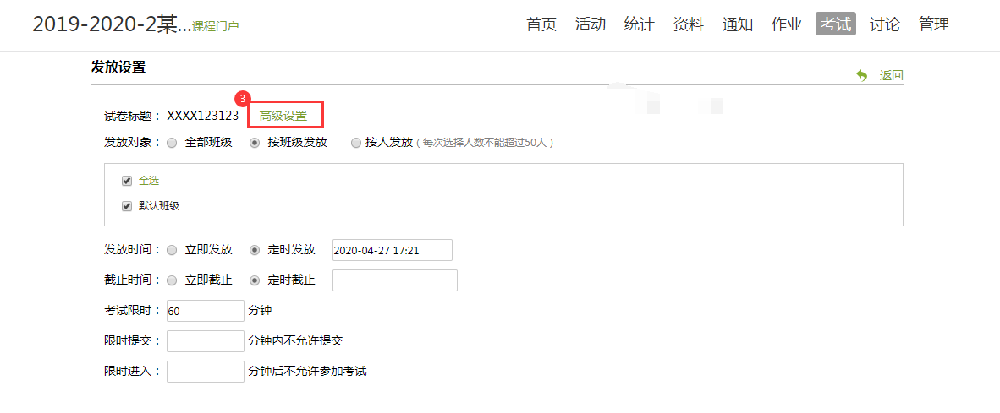 2019-2020-2某...课程门户 首页 活动 统计 资料 通知 作业 考试 讨论 管理
发放设置
返回
3
试卷标题： XXXX123123 高级设置
发放对象： 全部班级 按班级发放 按人发放（每次选择人数不能超过50人）
全选
默认班级
发放时间： 立即发放 定时发放 2020-04-27 17:21
截止时间： 立即截止 定时截止
考试限时： 60 分钟
限时提交： 分钟内不允许提交
限时进入： 分钟后不允许参加考试